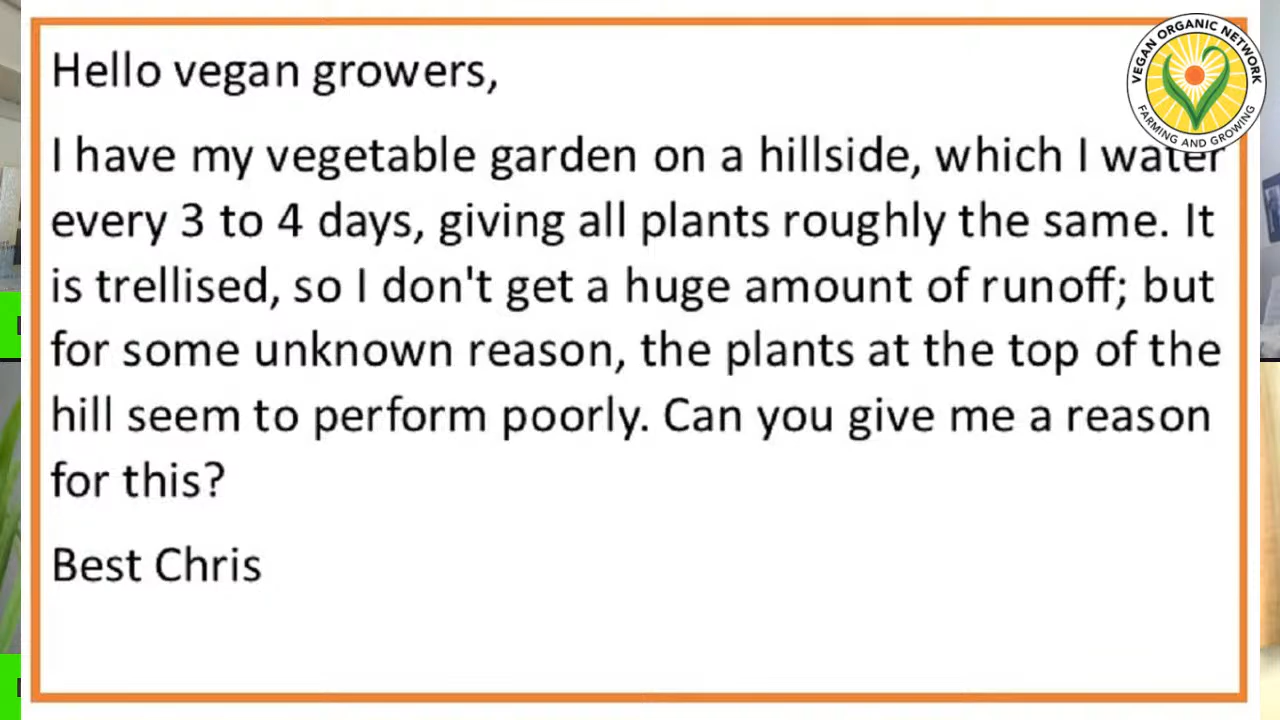 VEGAN ORGANIC NETWORK
FARMING AND GROWING
Hello vegan growers,
I have my vegetable garden on a hillside, which I water
every 3 to 4 days, giving all plants roughly the same. It
is trellised, so I don't get a huge amount of runoff; but
for some unknown reason, the plants at the top of the
hill seem to perform poorly. Can you give me a reason
for this?
Best Chris